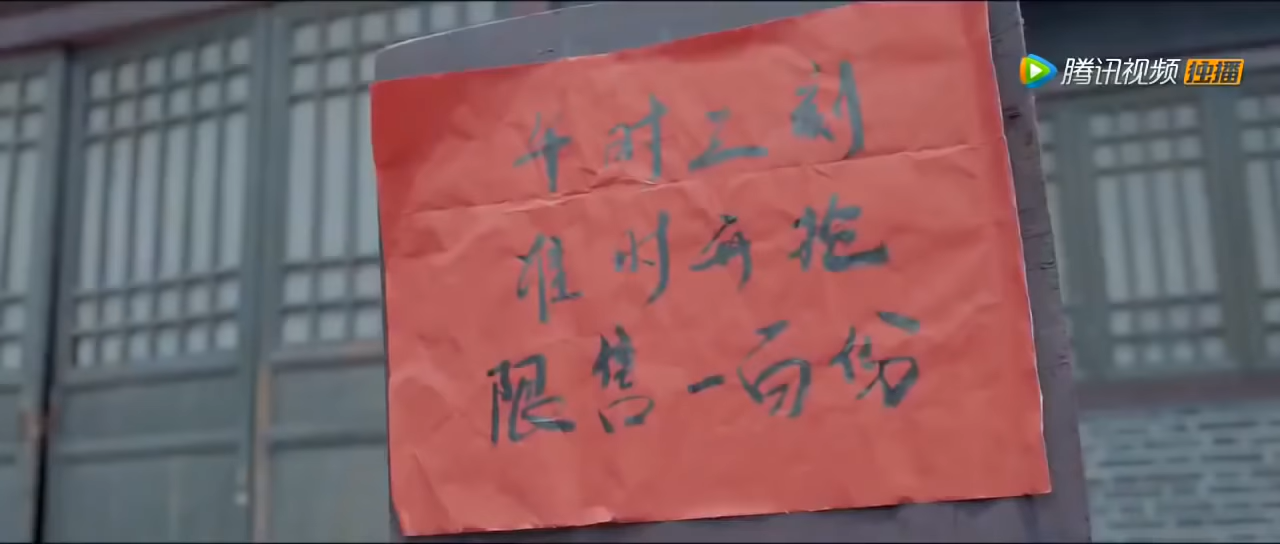 腾讯视频 独播
午时三刻
准时开抢
限售一百份